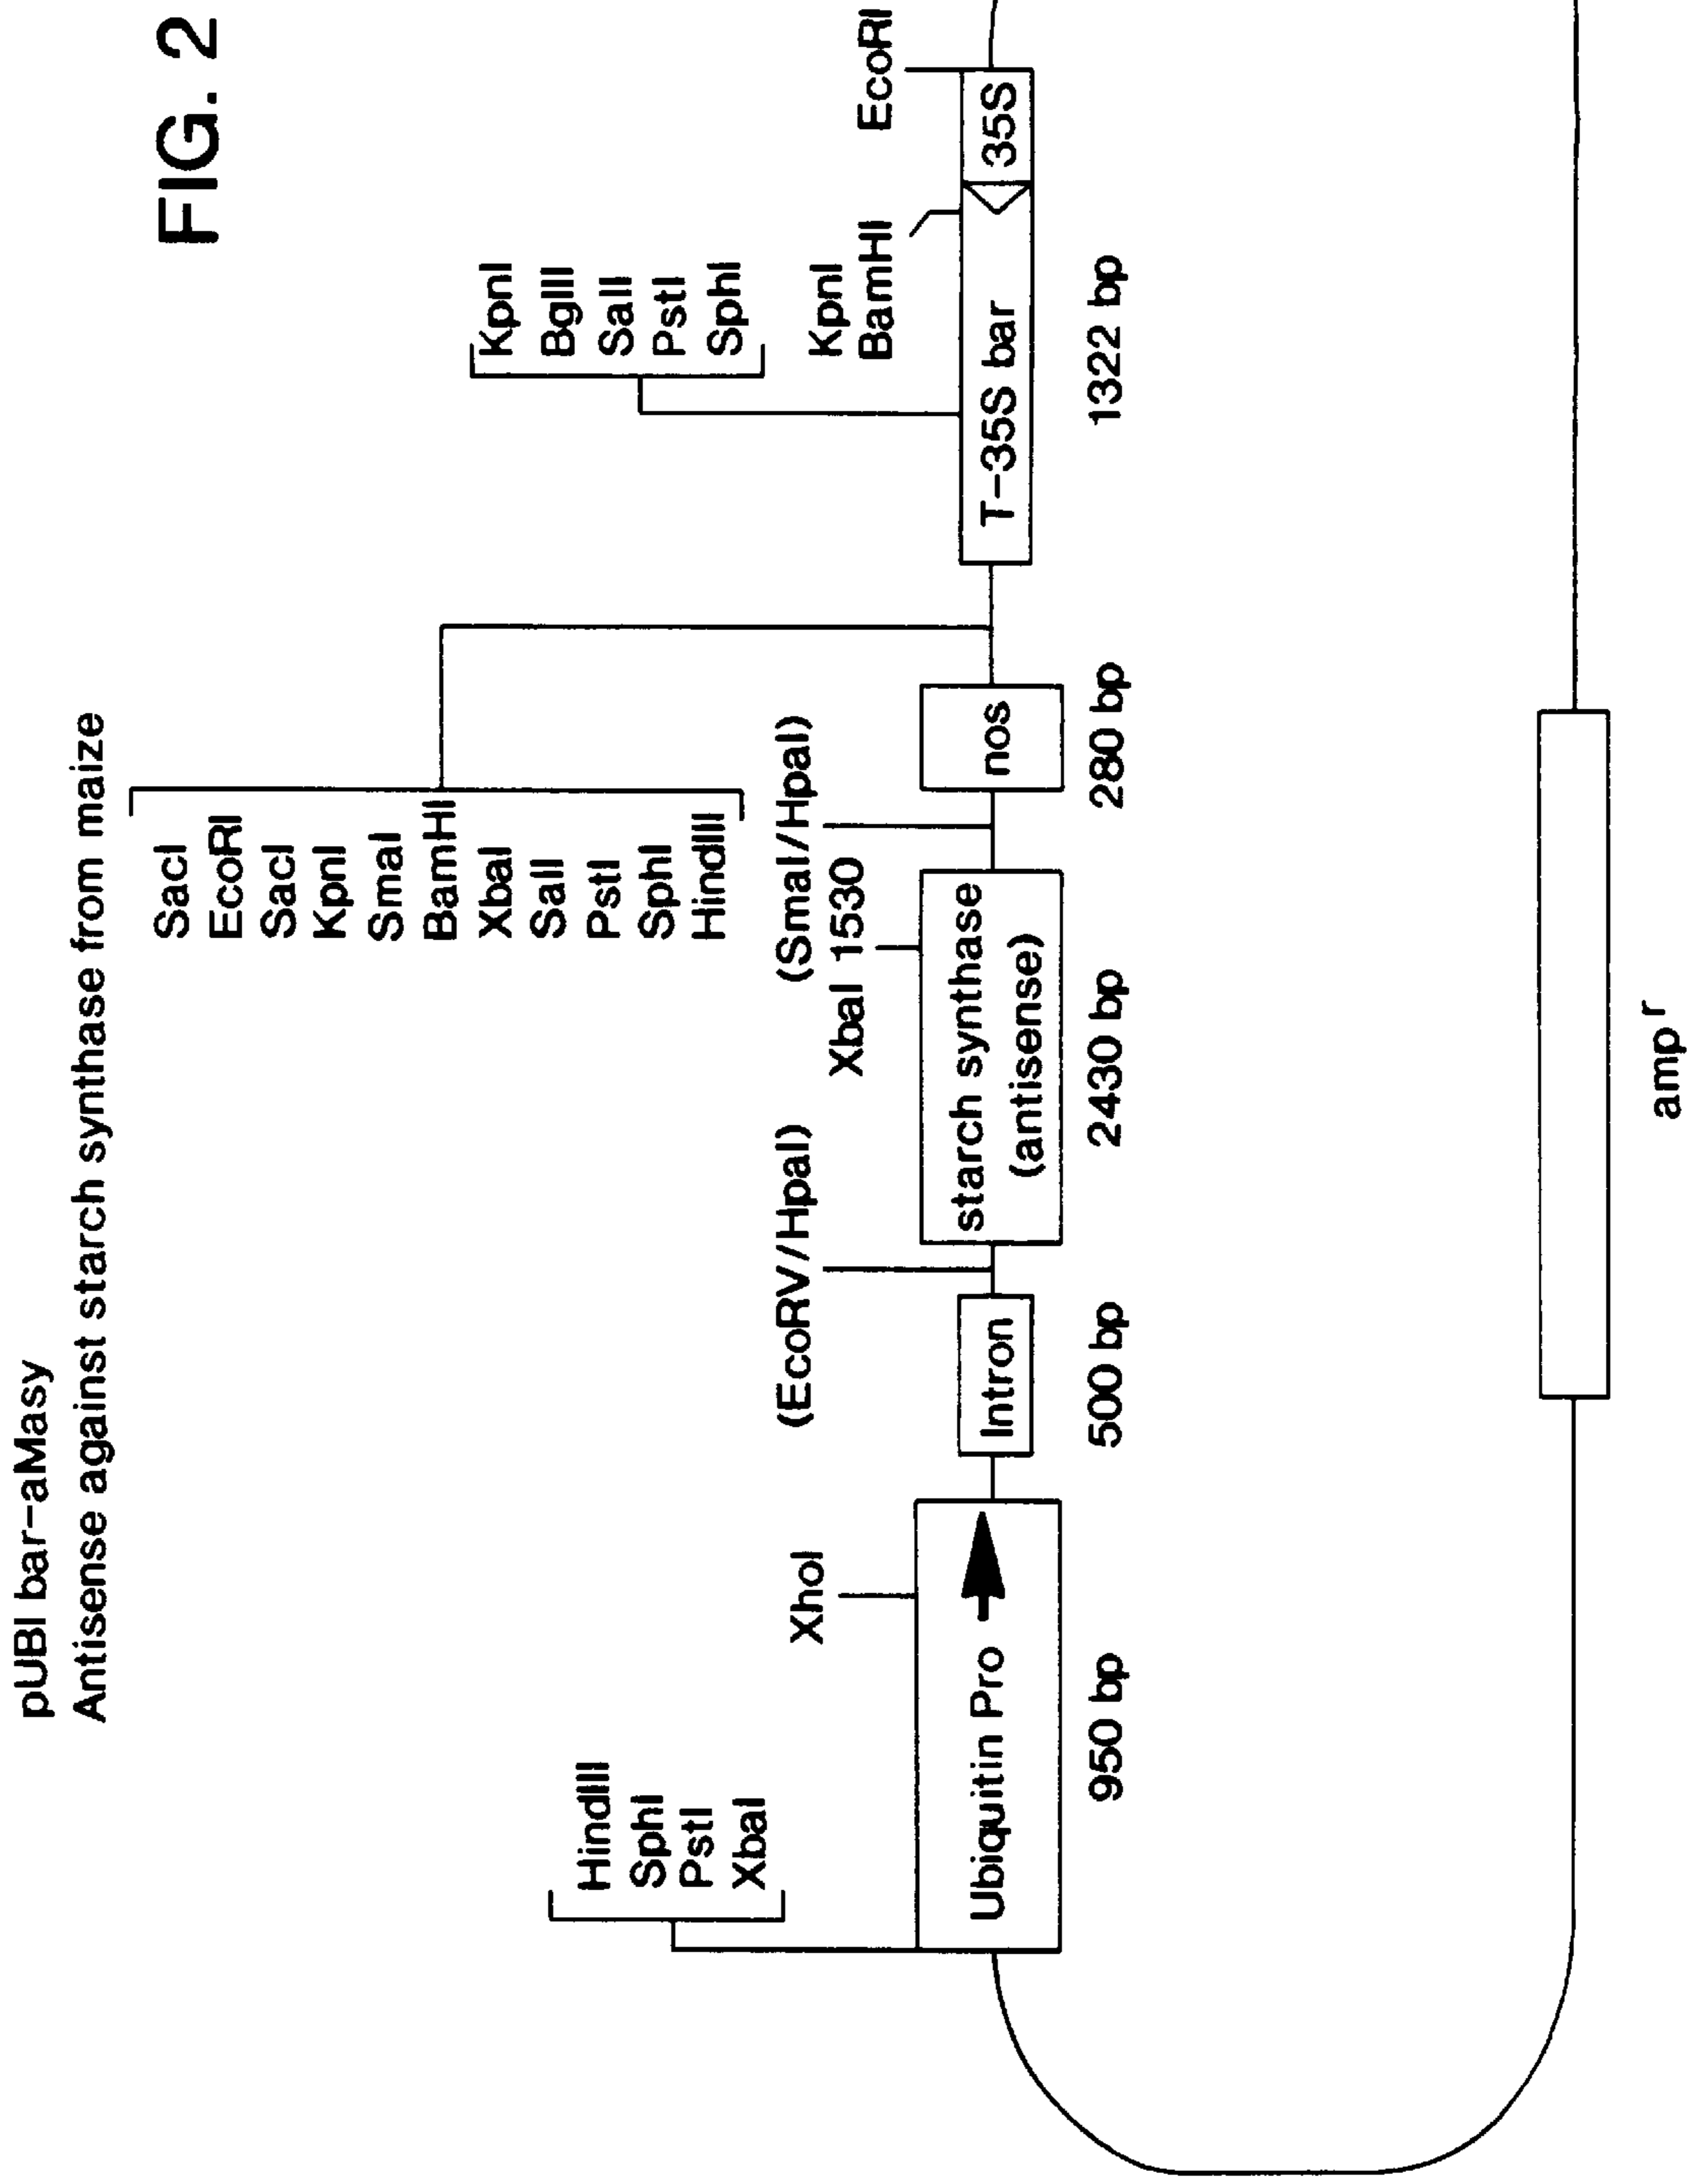 FIG. 2
pUBI bar-aMasy
Antisense against starch synthase from maize
HindIII
SphI
PstI
XbaI
XhoI
(EcoRV/HpaI)
XbaI 1530
(SmaI/HpaI)
SacI
EcoRI
SacI
KpnI
SmaI
BamHI
XbaI
SalI
PstI
SphI
HindIII
KpnI
BglII
SalI
PstI
SphI
KpnI
BamHI
EcoRI
Ubiquitin Pro
Intron
starch synthase
(antisense)
nos
T-35S bar
35S
950 bp
500 bp
2430 bp
280 bp
1322 bp
amp r